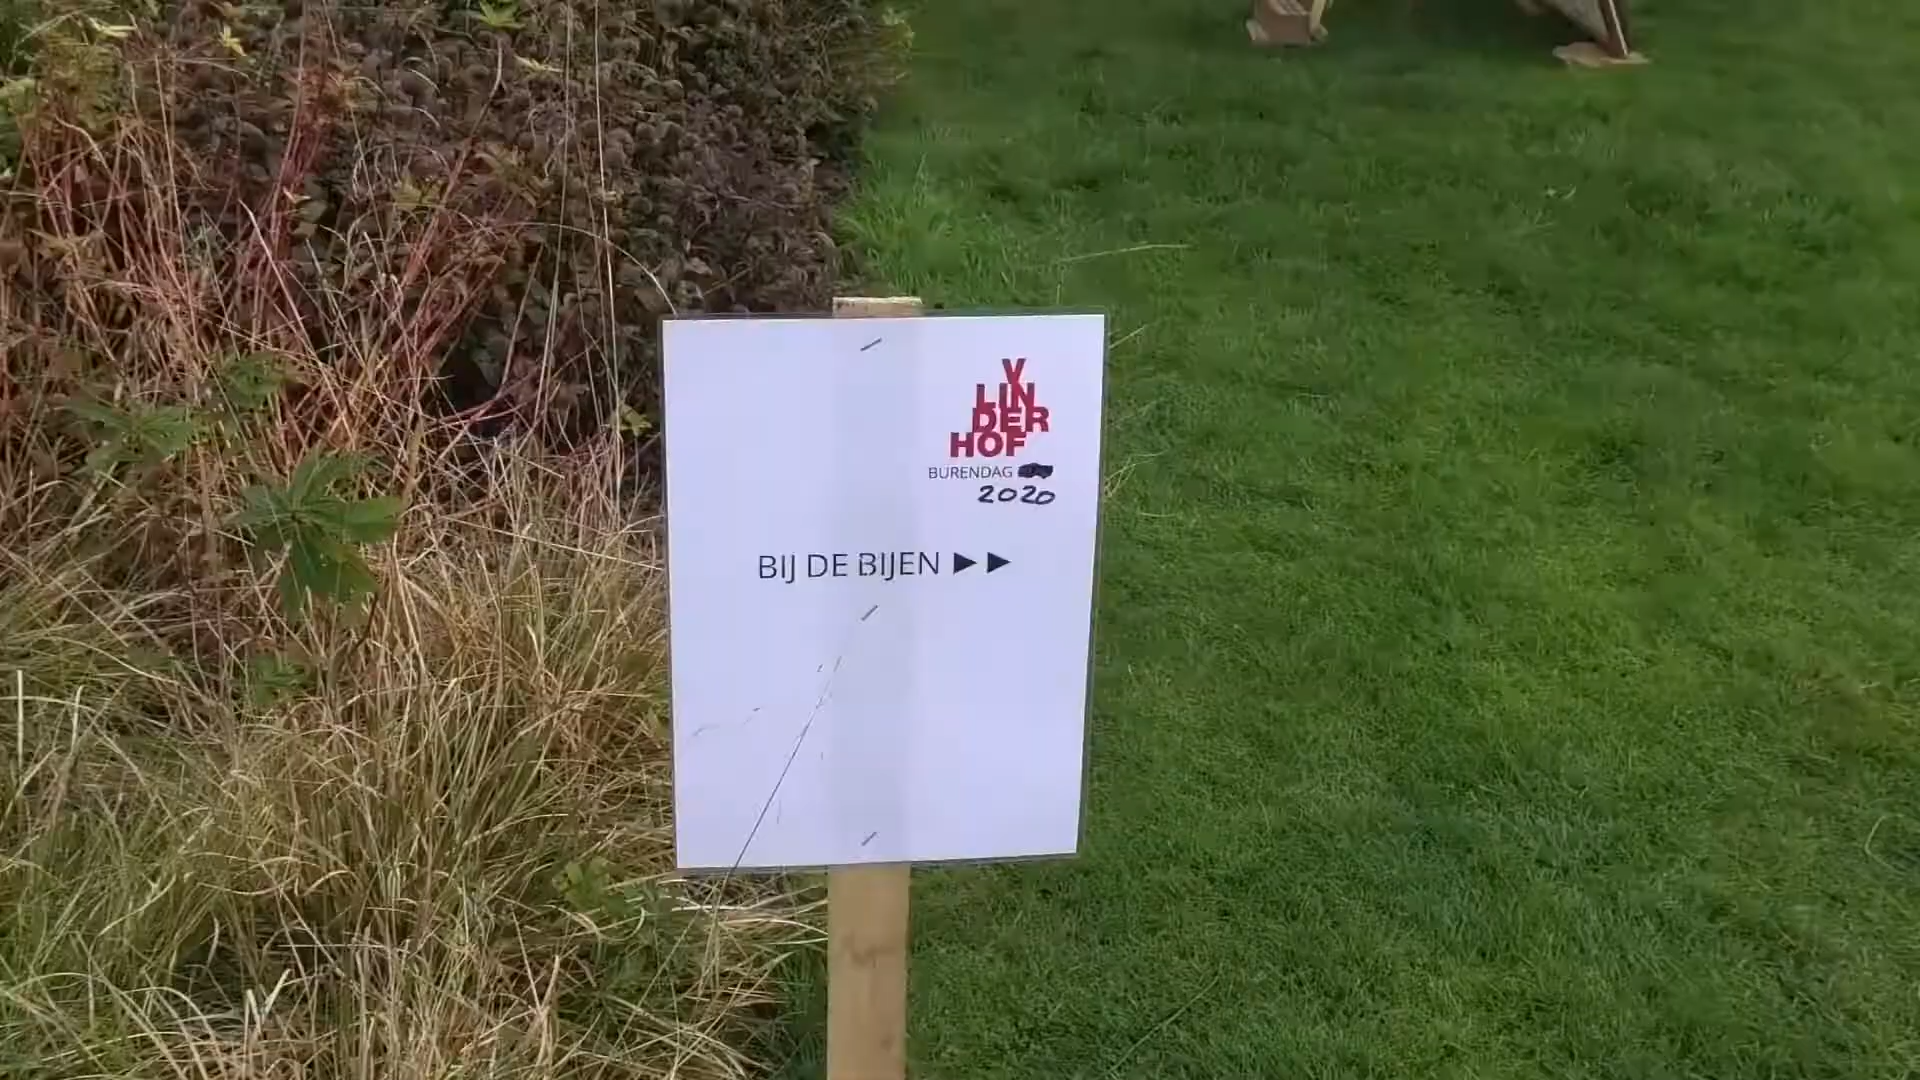 V
LIN
DER
HOF
BURENDAG
2020
BIJ DE BIJEN ►►